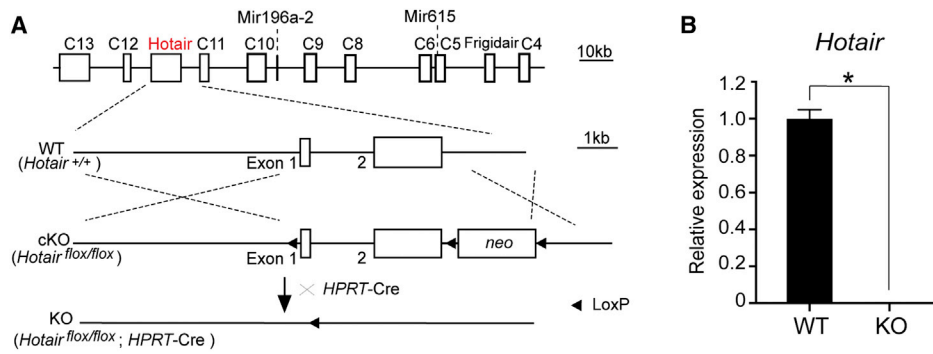 A
Mir196a-2
Mir615
C13 C12 Hotair C11 C10 C9 C8 C6 C5 Frigidair C4
10kb
WT
(Hotair +/+)
Exon 1 2
1kb
cKO
(Hotair flox/flox)
Exon 1 2
neo
× HPRT-Cre
LoxP
KO
(Hotair flox/flox ; HPRT-Cre )
B
Hotair
*
Relative expression
1.2
1.0
0.8
0.6
0.4
0.2
0
WT KO